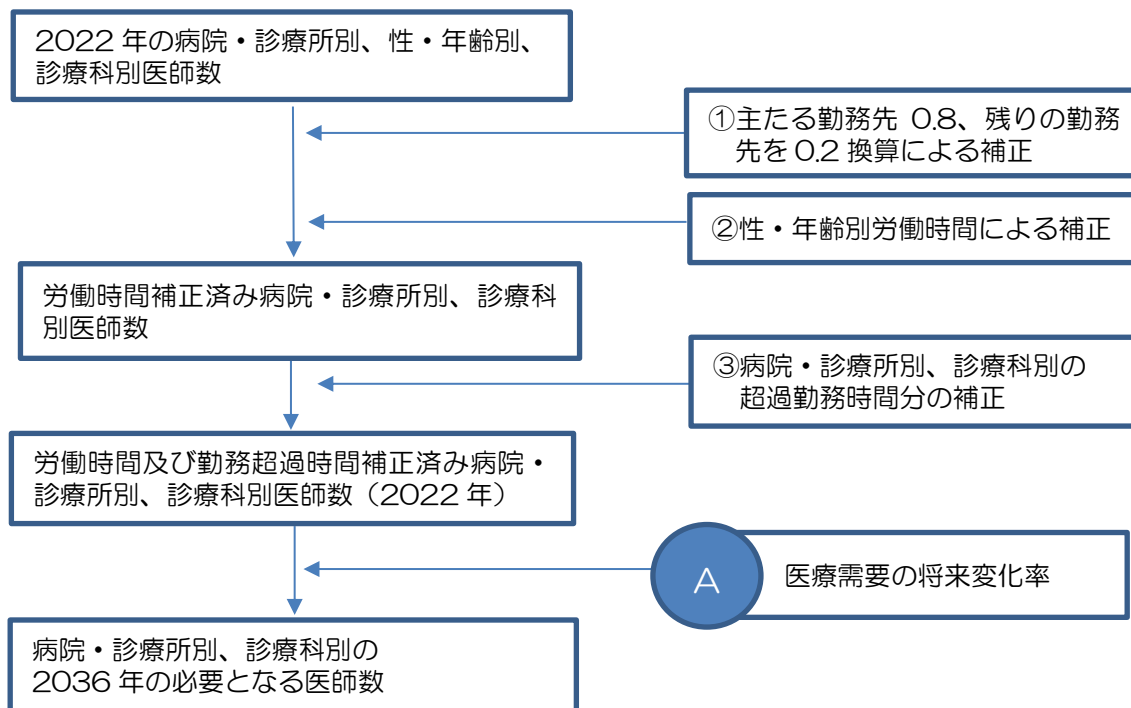 2022 年の病院・診療所別、性・年齢別、
診療科別医師数
①主たる勤務先 0.8、残りの勤務
先を 0.2 換算による補正
②性・年齢別労働時間による補正
労働時間補正済み病院・診療所別、診療科
別医師数
③病院・診療所別、診療科別の
超過勤務時間分の補正
労働時間及び勤務超過時間補正済み病院・
診療所別、診療科別医師数（2022 年）
A
医療需要の将来変化率
病院・診療所別、診療科別の
2036 年の必要となる医師数